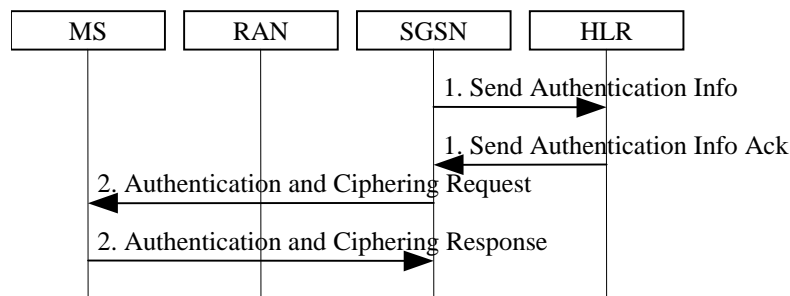 MS RAN SGSN HLR
1. Send Authentication Info
1. Send Authentication Info Ack
2. Authentication and Ciphering Request
2. Authentication and Ciphering Response